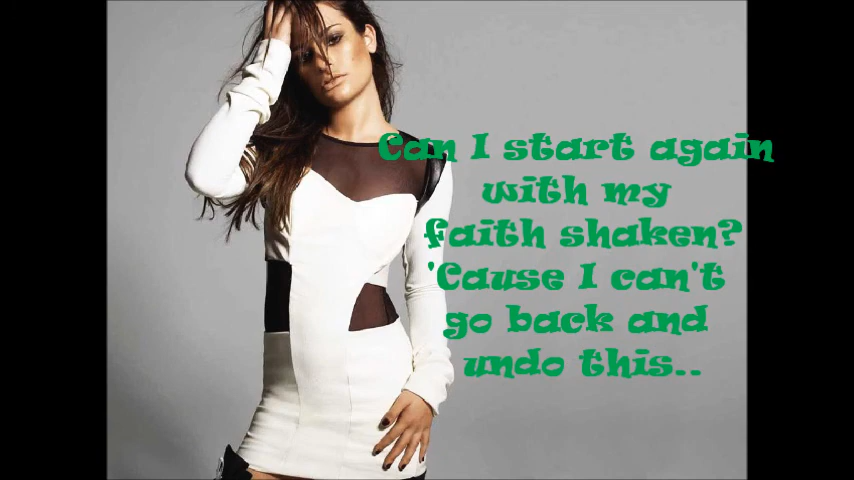 Can I start again
with my
faith shaken?
'Cause I can't
go back and
undo this..